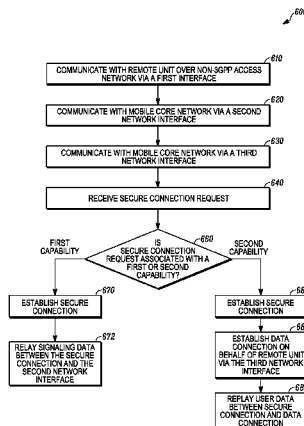 600
610
COMMUNICATE WITH REMOTE UNIT OVER NON-3GPP ACCESS
NETWORK VIA A FIRST INTERFACE
620
COMMUNICATE WITH MOBILE CORE NETWORK VIA A SECOND
NETWORK INTERFACE
630
COMMUNICATE WITH MOBILE CORE NETWORK VIA A THIRD
NETWORK INTERFACE
640
RECEIVE SECURE CONNECTION REQUEST
660
IS
SECURE CONNECTION
REQUEST ASSOCIATED WITH A
FIRST OR SECOND
CAPABILITY?
FIRST
CAPABILITY
SECOND
CAPABILITY
670
ESTABLISH SECURE
CONNECTION
672
RELAY SIGNALING DATA
BETWEEN THE SECURE
CONNECTION AND THE
SECOND NETWORK
INTERFACE
ESTABLISH SECURE
CONNECTION
ESTABLISH DATA
CONNECTION ON
BEHALF OF REMOTE UNIT
VIA THE THIRD NETWORK
INTERFACE
REPLAY USER DATA
BETWEEN SECURE
CONNECTION AND DATA
CONNECTION